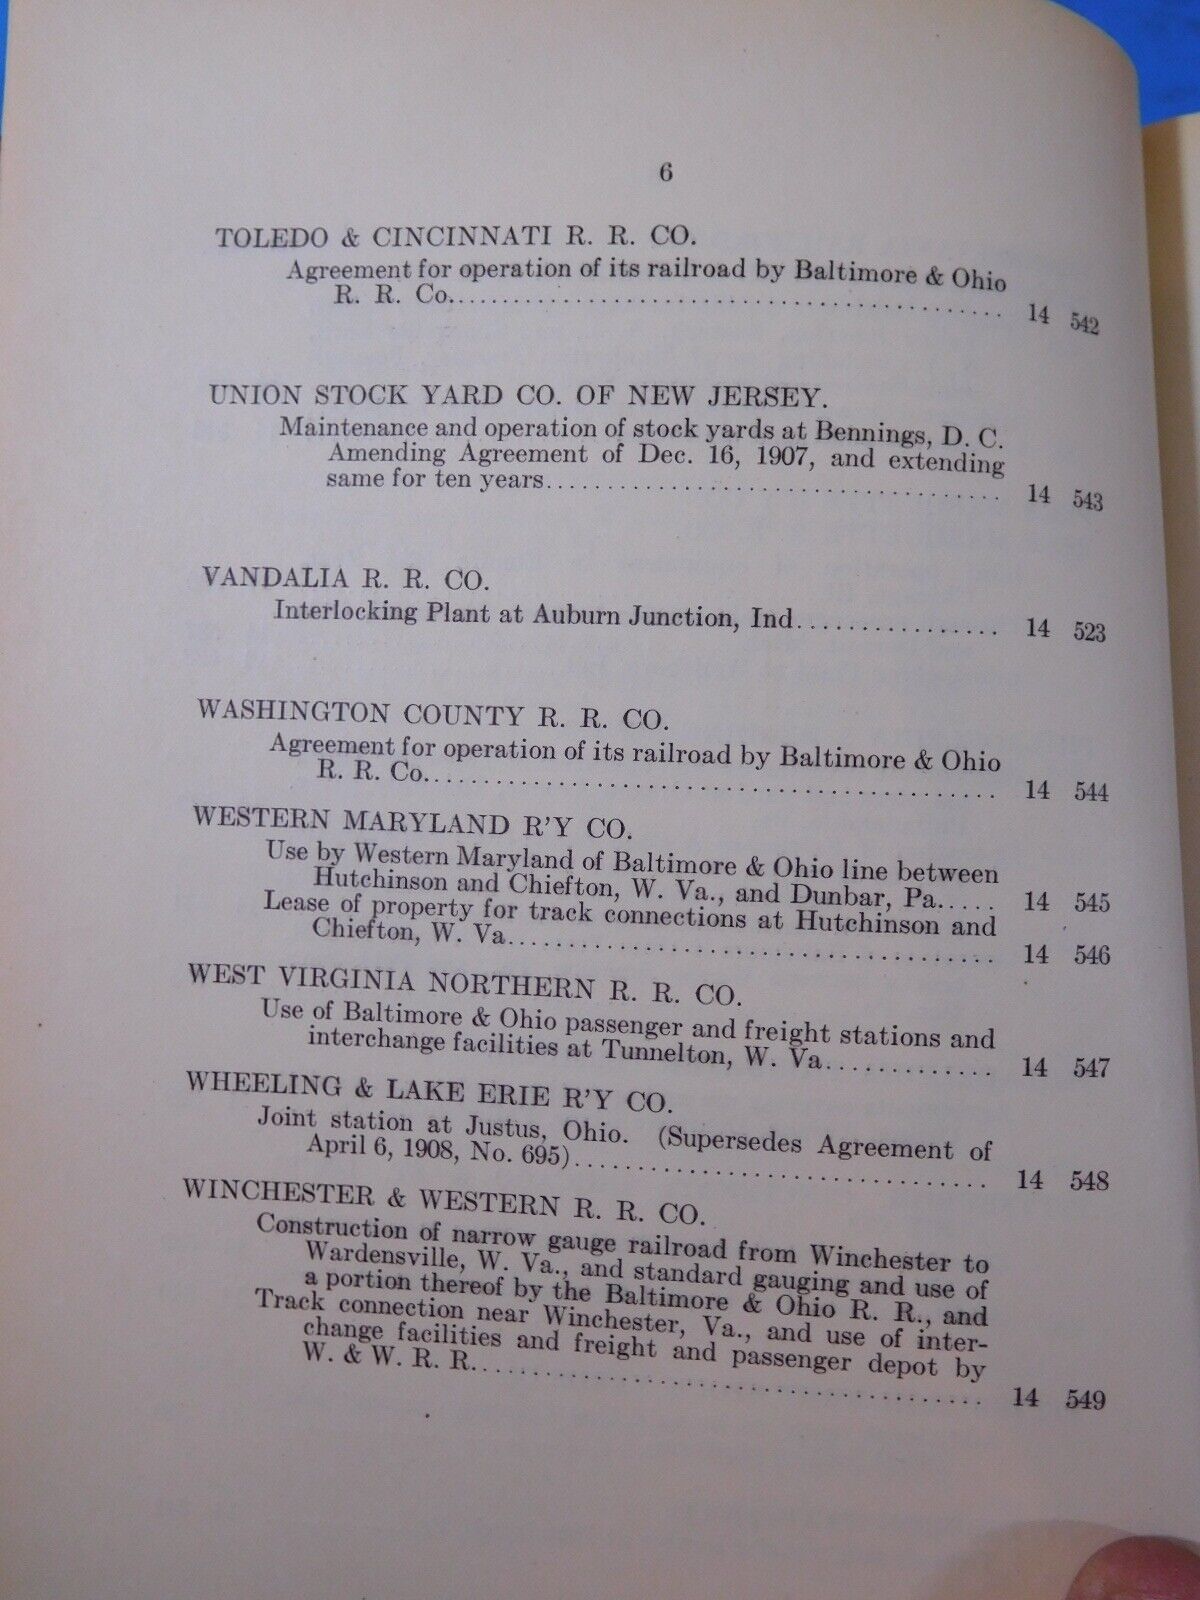 6
TOLEDO & CINCINNATI R. R. CO.
Agreement for operation of its railroad by Baltimore & Ohio
R. R. Co............................................ 14 542
UNION STOCK YARD CO. OF NEW JERSEY.
Maintenance and operation of stock yards at Bennings, D. C.
Amending Agreement of Dec. 16, 1907, and extending
same for ten years.................................... 14 543
VANDALIA R. R. CO.
Interlocking Plant at Auburn Junction, Ind................ 14 523
WASHINGTON COUNTY R. R. CO.
Agreement for operation of its railroad by Baltimore & Ohio
R. R. Co............................................ 14 544
WESTERN MARYLAND R'Y CO.
Use by Western Maryland of Baltimore & Ohio line between
Hutchinson and Chiefton, W. Va., and Dunbar, Pa..... 14 545
Lease of property for track connections at Hutchinson and
Chiefton, W. Va...................................... 14 546
WEST VIRGINIA NORTHERN R. R. CO.
Use of Baltimore & Ohio passenger and freight stations and
interchange facilities at Tunnelton, W. Va............. 14 547
WHEELING & LAKE ERIE R'Y CO.
Joint station at Justus, Ohio. (Supersedes Agreement of
April 6, 1908, No. 695)................................ 14 548
WINCHESTER & WESTERN R. R. CO.
Construction of narrow gauge railroad from Winchester to
Wardensville, W. Va., and standard gauging and use of
a portion thereof by the Baltimore & Ohio R. R., and
Track connection near Winchester, Va., and use of inter-
change facilities and freight and passenger depot by
W. & W. R. R........................................ 14 549